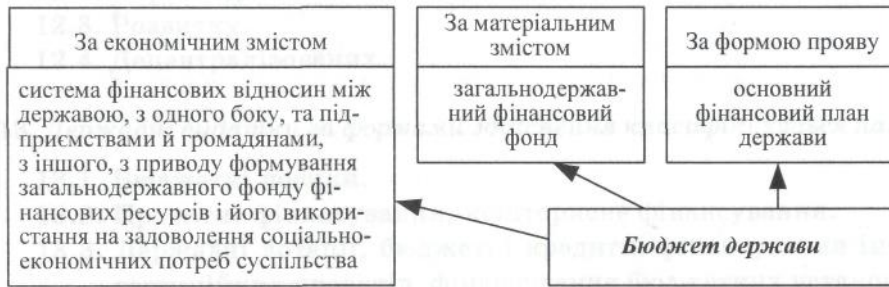 За економічним змістом
система фінансових відносин між
державою, з одного боку, та під-
приємствами й громадянами,
з іншого, з приводу формування
загальнодержавного фонду фі-
нансових ресурсів і його викори-
стання на задоволення соціально-
економічних потреб суспільства
За матеріальним
змістом
загальнодержав-
ний фінансовий
фонд
За формою прояву
основний
фінансовий план
держави
Бюджет держави